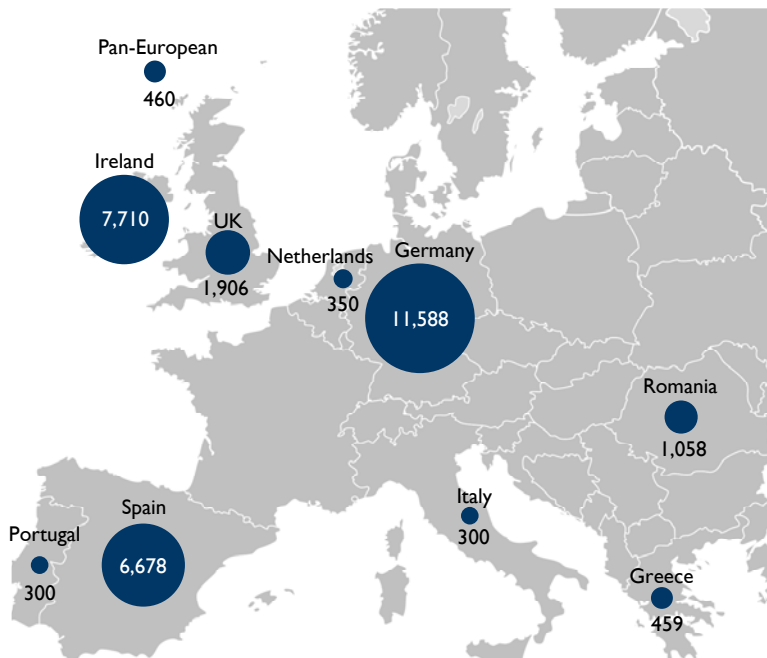 Pan-European
460
Ireland
7,710
UK
1,906
Netherlands
350
Germany
11,588
Romania
1,058
Italy
300
Spain
6,678
Portugal
300
Greece
459